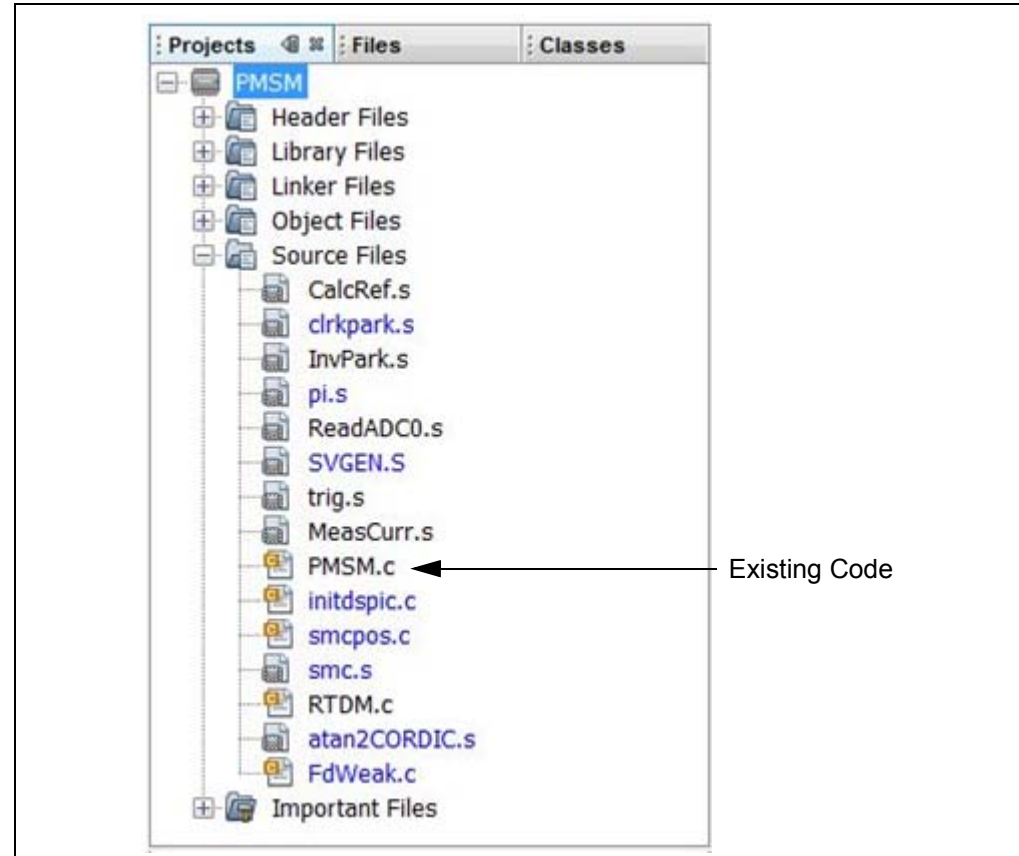 Projects Files Classes
PMSM
Header Files
Library Files
Linker Files
Object Files
Source Files
CalcRef.s
clrkpark.s
InvPark.s
pi.s
ReadADC0.s
SVGEN.S
trig.s
MeasCurr.s
PMSM.c Existing Code
initdspic.c
smcpos.c
smc.s
RTDM.c
atan2CORDIC.s
FdWeak.c
Important Files